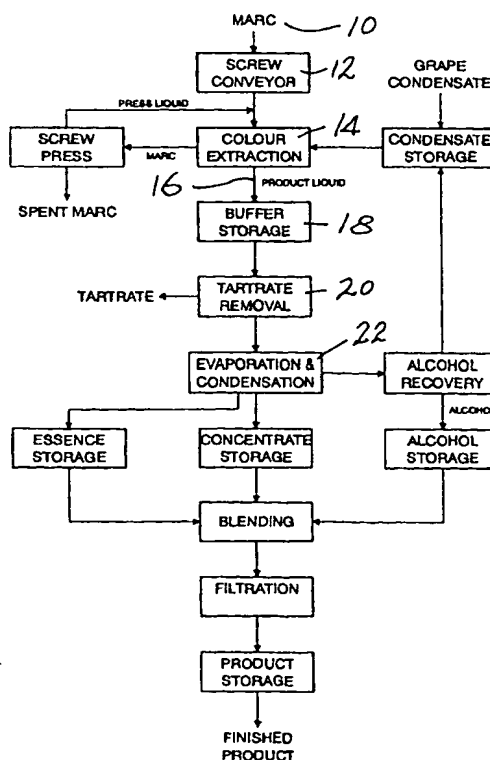 MARC
10
SCREW
CONVEYOR
12
GRAPE
CONDENSATE
PRESS LIQUID
SCREW
PRESS
MARC
COLOUR
EXTRACTION
14
CONDENSATE
STORAGE
16
PRODUCT LIQUID
SPENT MARC
BUFFER
STORAGE
18
TARTRATE
TARTRATE
REMOVAL
20
22
EVAPORATION &
CONDENSATION
ALCOHOL
RECOVERY
ALCOHOL
ESSENCE
STORAGE
CONCENTRATE
STORAGE
ALCOHOL
STORAGE
BLENDING
FILTRATION
PRODUCT
STORAGE
FINISHED
PRODUCT